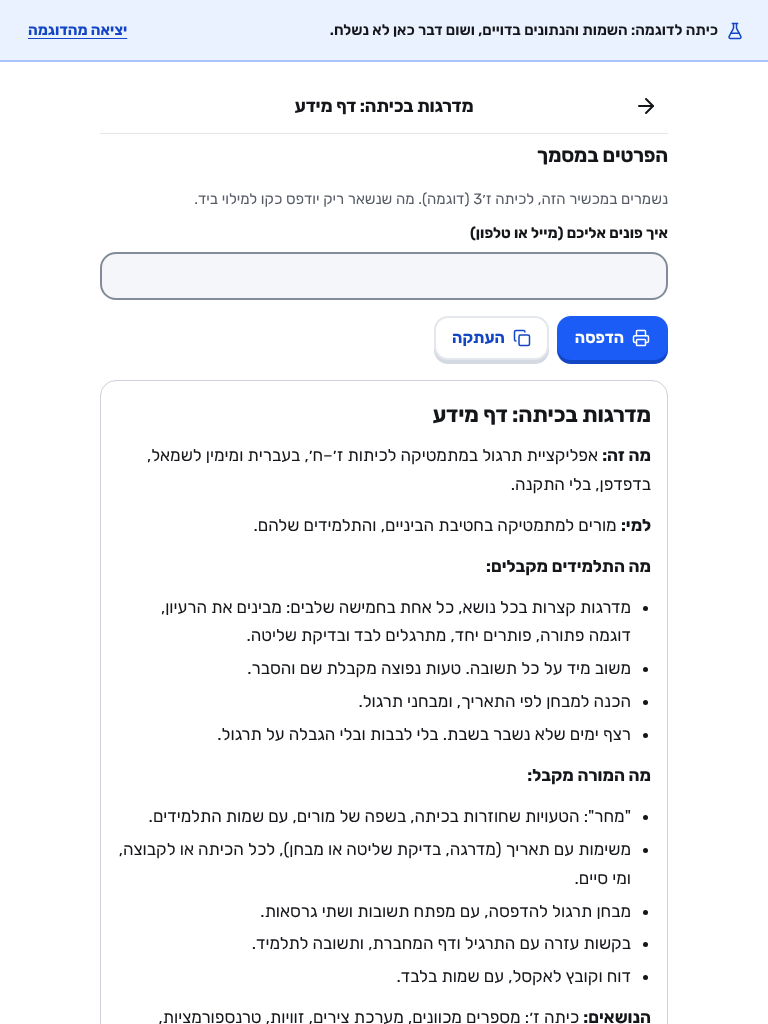 כיתה לדוגמה: השמות והנתונים בדויים, ושום דבר כאן לא נשלח.
יציאה מהדוגמה
מדרגות בכיתה: דף מידע
הפרטים במסמך
נשמרים במכשיר הזה, לכיתה ז׳3 (דוגמה). מה שנשאר ריק יודפס כקו למילוי ביד.
איך פונים אליכם (מייל או טלפון)
הדפסה
העתקה
מדרגות בכיתה: דף מידע
מה זה: אפליקציית תרגול במתמטיקה לכיתות ז׳–ח׳, בעברית ומימין לשמאל,
בדפדפן, בלי התקנה.
למי: מורים למתמטיקה בחטיבת הביניים, והתלמידים שלהם.
מה התלמידים מקבלים:
• מדרגות קצרות בכל נושא, כל אחת בחמישה שלבים: מבינים את הרעיון,
דוגמה פתורה, פותרים יחד, מתרגלים לבד ובדיקת שליטה.
• משוב מיד על כל תשובה. טעות נפוצה מקבלת שם והסבר.
• הכנה למבחן לפי התאריך, ומבחני תרגול.
• רצף ימים שלא נשבר בשבת. בלי לבבות ובלי הגבלה על תרגול.
מה המורה מקבל:
• "מחר": הטעויות שחוזרות בכיתה, בשפה של מורים, עם שמות התלמידים.
• משימות עם תאריך (מדרגה, בדיקת שליטה או מבחן), לכל הכיתה או לקבוצה,
ומי סיים.
• מבחן תרגול להדפסה, עם מפתח תשובות ושתי גרסאות.
• בקשות עזרה עם התרגיל ודף המחברת, ותשובה לתלמיד.
• דוח וקובץ לאקסל, עם שמות בלבד.
הנושאים: כיתה ז׳: מספרים מכוונים, מערכת צירים, זוויות, טרנספורמציות,